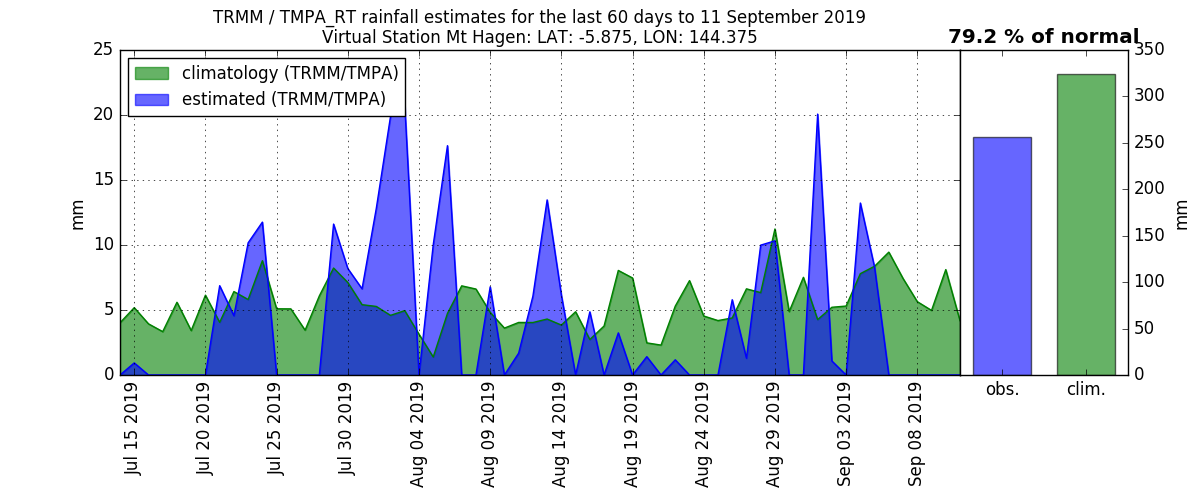 TRMM / TMPA_RT rainfall estimates for the last 60 days to 11 September 2019
Virtual Station Mt Hagen: LAT: -5.875, LON: 144.375
79.2 % of normal
climatology (TRMM/TMPA)
estimated (TRMM/TMPA)
25
20
15
10
5
0
mm
Jul 15 2019
Jul 20 2019
Jul 25 2019
Jul 30 2019
Aug 04 2019
Aug 09 2019
Aug 14 2019
Aug 19 2019
Aug 24 2019
Aug 29 2019
Sep 03 2019
Sep 08 2019
obs.
clim.
350
300
250
200
150
100
50
0
mm